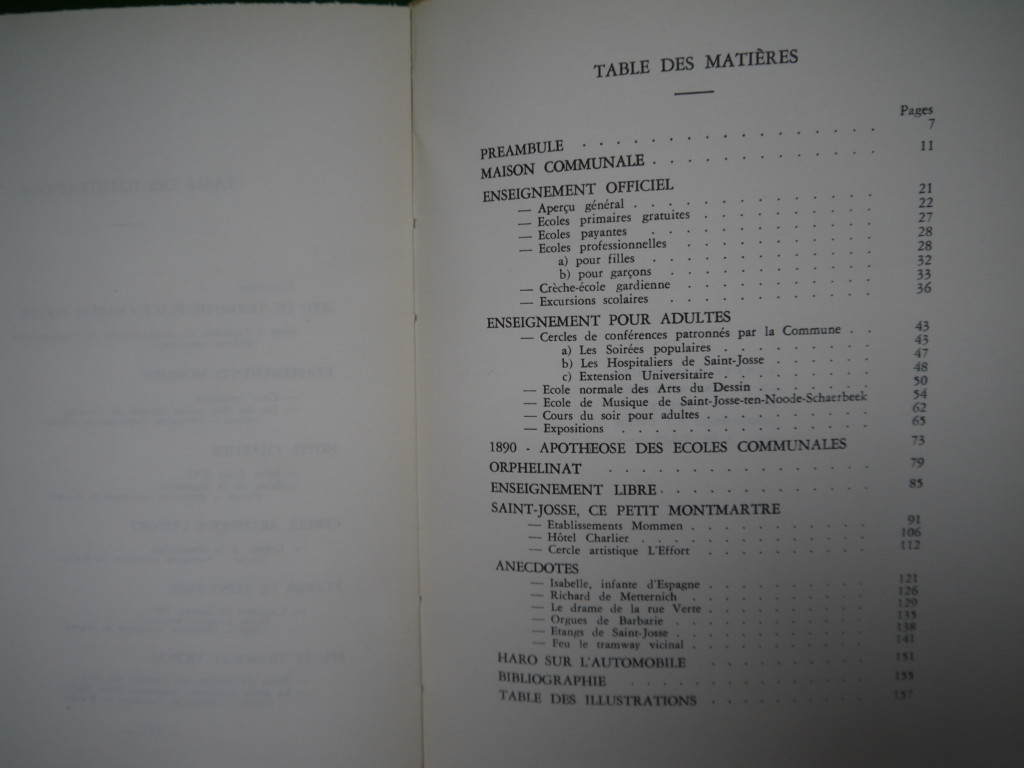 TABLE DES MATIÈRES
Pages
PREAMBULE . . . . . . . . . . . . . . 7
MAISON COMMUNALE . . . . . . . . . . . 11
ENSEIGNEMENT OFFICIEL
— Aperçu général . . . . . . . . . . . 21
— Ecoles primaires gratuites . . . . . . . . 22
— Ecoles payantes . . . . . . . . . . 27
— Ecoles professionnelles . . . . . . . . 28
a) pour filles . . . . . . . . . . 28
b) pour garçons . . . . . . . . . 32
— Crèche-école gardienne . . . . . . . . 33
— Excursions scolaires . . . . . . . . . 36
ENSEIGNEMENT POUR ADULTES
— Cercles de conférences patronnés par la Commune . . 43
a) Les Soirées populaires . . . . . . . 43
b) Les Hospitaliers de Saint-Josse . . . . . 47
c) Extension Universitaire . . . . . . . 48
— Ecole normale des Arts du Dessin . . . . . . 50
— Ecole de Musique de Saint-Josse-ten-Noode-Schaerbeek 54
— Cours du soir pour adultes . . . . . . . . 62
— Expositions . . . . . . . . . . . 65
1890 - APOTHEOSE DES ECOLES COMMUNALES 73
ORPHELINAT . . . . . . . . . . . . 79
ENSEIGNEMENT LIBRE . . . . . . . . . . 85
SAINT-JOSSE, CE PETIT MONTMARTRE
— Etablissements Mommen . . . . . . . . 91
— Hôtel Charlier . . . . . . . . . . . 106
— Cercle artistique L'Effort . . . . . . . . 112
ANECDOTES
— Isabelle, infante d'Espagne . . . . . . . . 121
— Richard de Metternich . . . . . . . . . 126
— Le drame de la rue Verte . . . . . . . . 129
— Orgues de Barbarie . . . . . . . . . 135
— Etangs de Saint-Josse . . . . . . . . . 138
— Feu le tramway vicinal . . . . . . . . . 141
HARO SUR L'AUTOMOBILE . . . . . . . . . 151
BIBLIOGRAPHIE . . . . . . . . . . . . 155
TABLE DES ILLUSTRATIONS . . . . . . . . 157